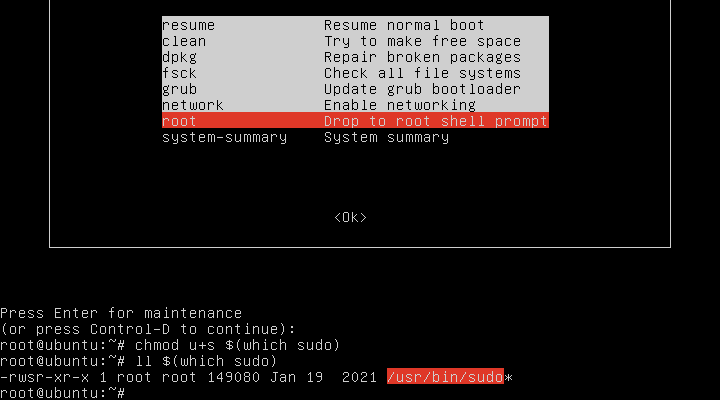 resume Resume normal boot
clean Try to make free space
dpkg Repair broken packages
fsck Check all file systems
grub Update grub bootloader
network Enable networking
root Drop to root shell prompt
system-summary System summary
<Ok>
Press Enter for maintenance
(or press Control-D to continue):
root@ubuntu:~# chmod u+s $(which sudo)
root@ubuntu:~# ll $(which sudo)
-rwsr-xr-x 1 root root 149080 Jan 19  2021 /usr/bin/sudo*
root@ubuntu:~#